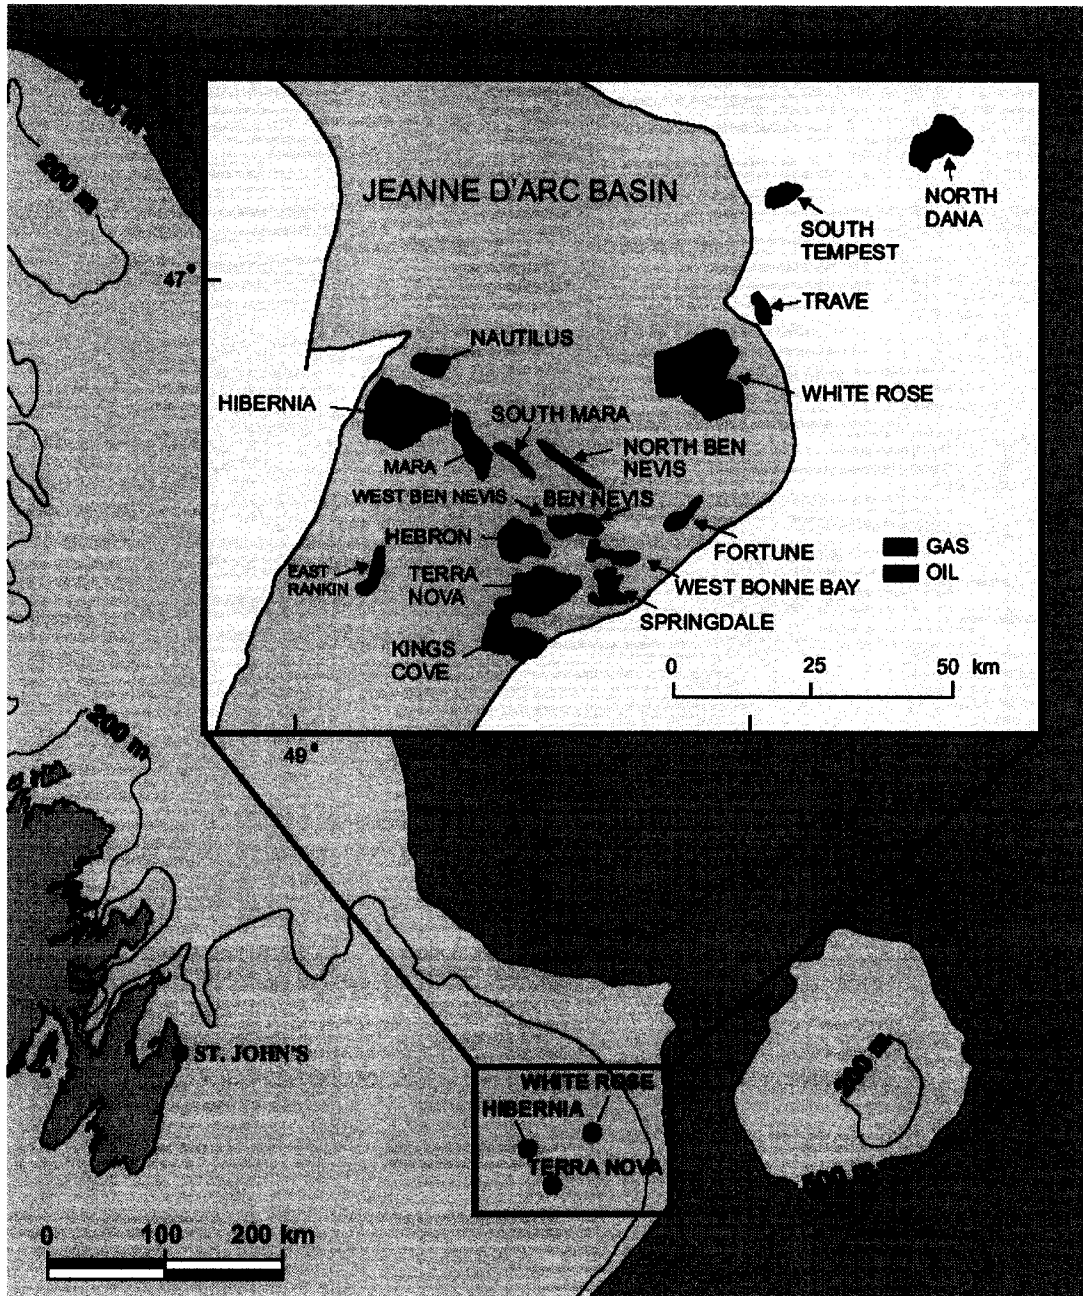 200 m
JEANNE D'ARC BASIN
NORTH
DANA
SOUTH
TEMPEST
47°
TRAVE
NAUTILUS
WHITE ROSE
HIBERNIA
SOUTH MARA
NORTH BEN
NEVIS
MARA
WEST BEN NEVIS
BEN NEVIS
HEBRON
FORTUNE
GAS
OIL
EAST
RANKIN
TERRA
NOVA
WEST BONNE BAY
SPRINGDALE
KINGS
COVE
0 25 50 km
49°
200 m
ST. JOHN'S
200 m
500 m
WHITE ROSE
HIBERNIA
TERRA NOVA
0 100 200 km